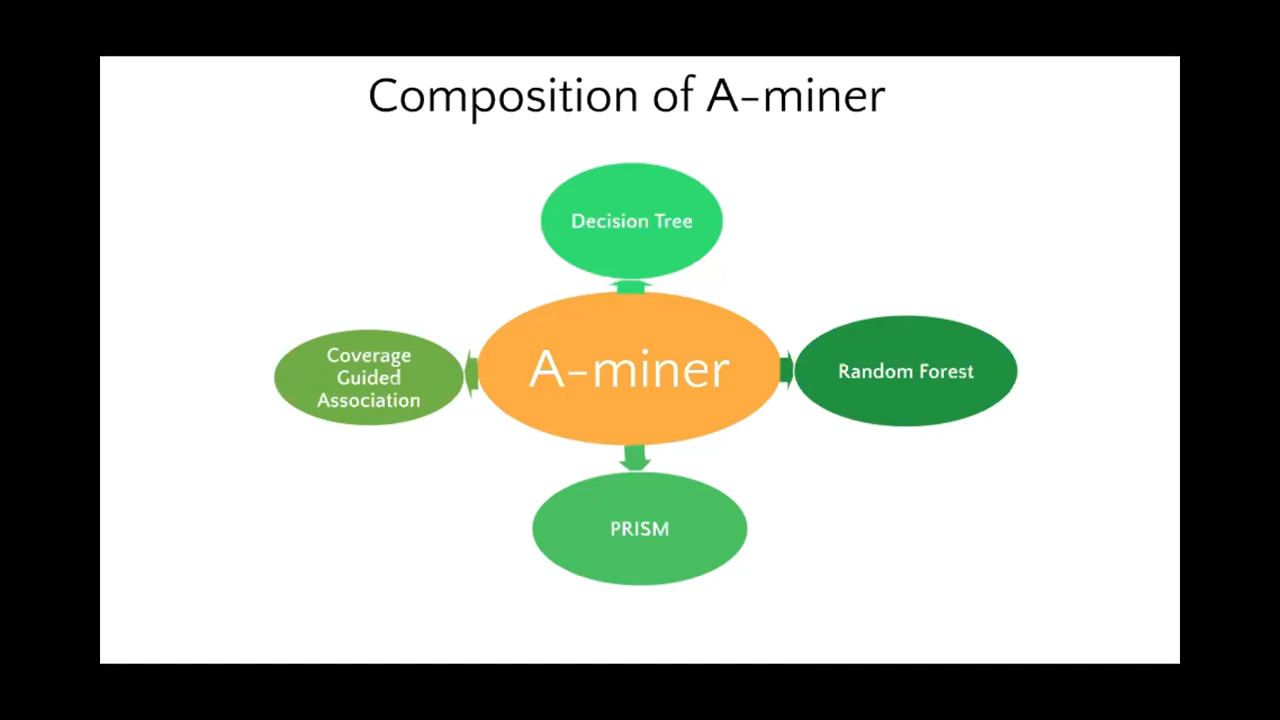 Composition of A-miner
Decision Tree
Coverage
Guided
Association
A-miner
Random Forest
PRISM